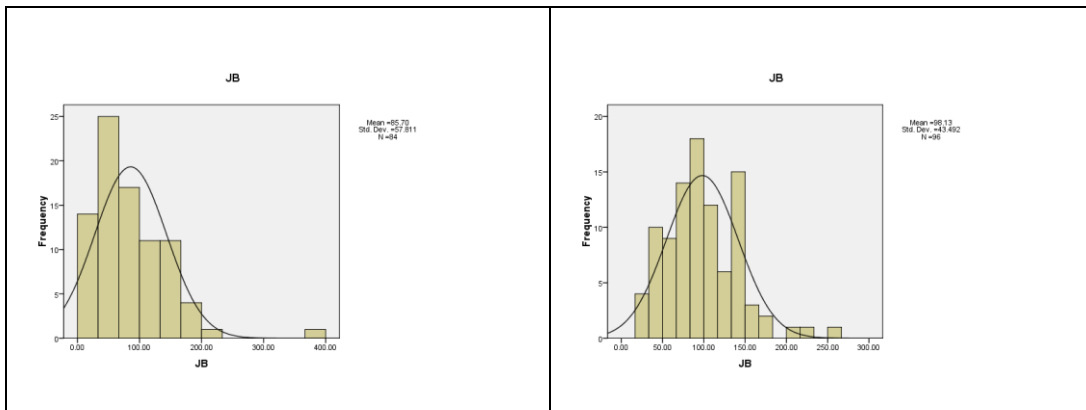 JB
Mean =85.70
Std. Dev. =57.811
N =84
25
20
15
10
5
0
Frequency
0.00 100.00 200.00 300.00 400.00
JB
JB
Mean =98.13
Std. Dev. =43.492
N =96
20
15
10
5
0
Frequency
0.00 50.00 100.00 150.00 200.00 250.00 300.00
JB